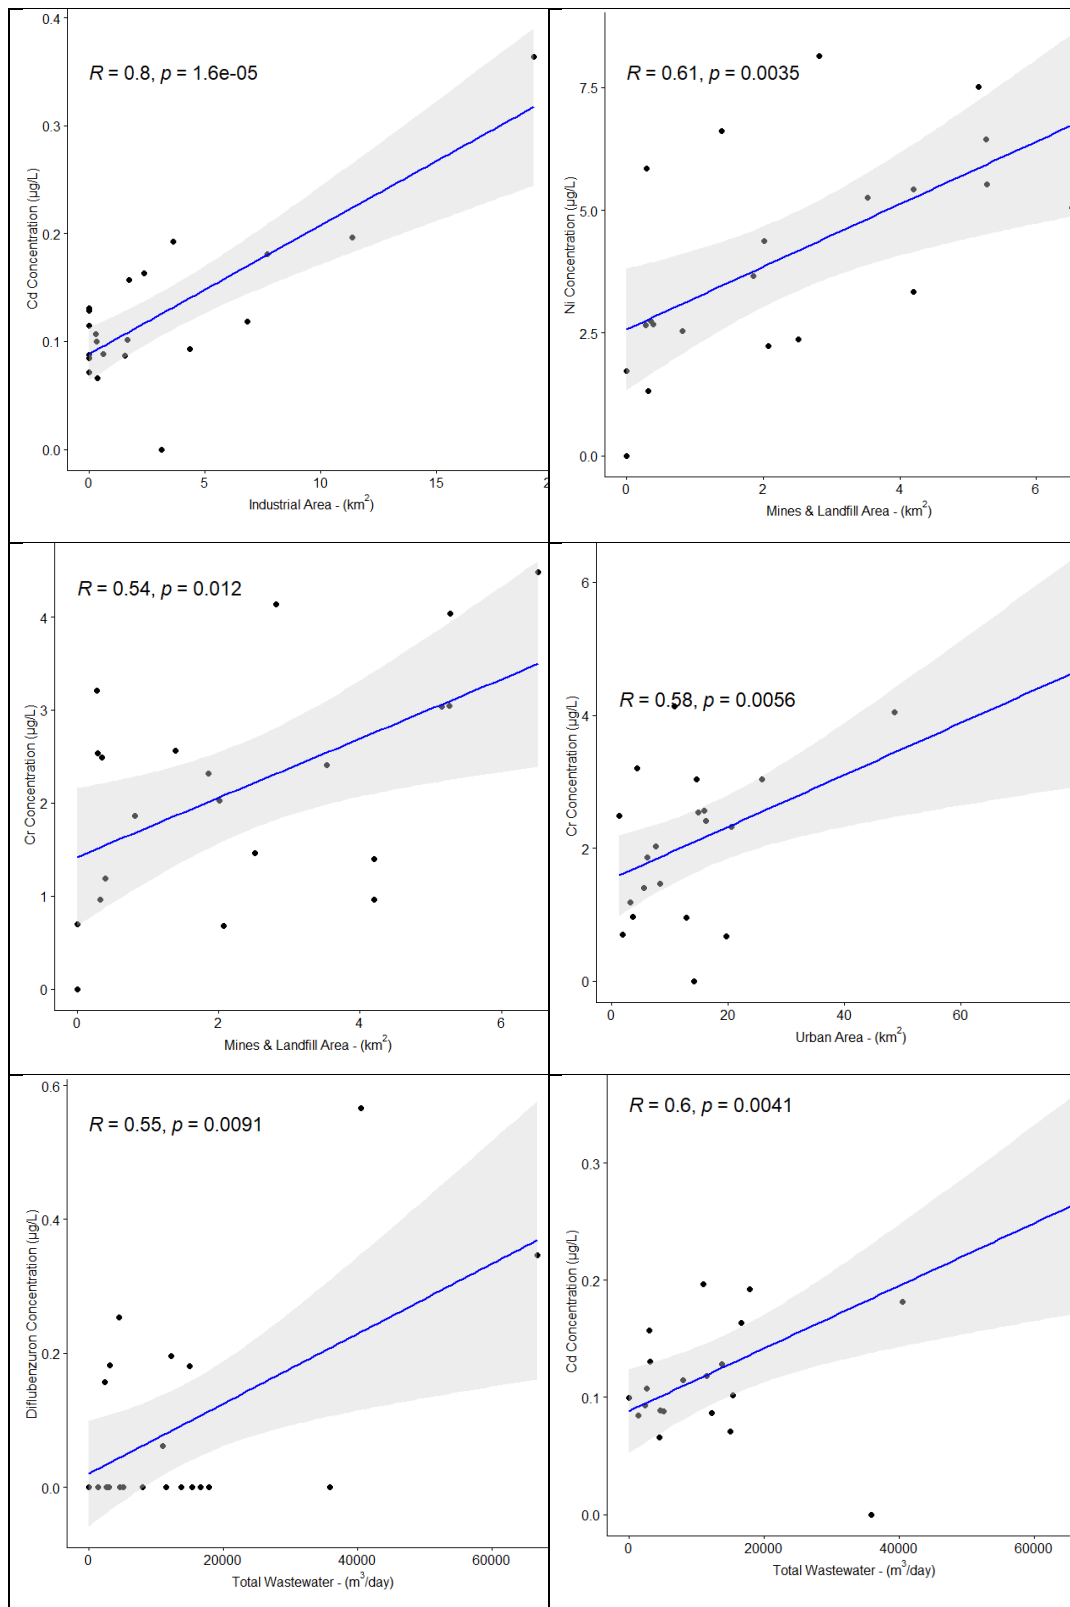 0.4
R = 0.8, p = 1.6e-05
0.3
0.2
0.1
0.0
Cd Concentration (µg/L)
0 5 10 15 2
Industrial Area - (km²)
R = 0.61, p = 0.0035
7.5
5.0
2.5
0.0
Ni Concentration (µg/L)
0 2 4 6
Mines & Landfill Area - (km²)
R = 0.54, p = 0.012
4
3
2
1
0
Cr Concentration (µg/L)
0 2 4 6
Mines & Landfill Area - (km²)
6
R = 0.58, p = 0.0056
4
2
0
Cr Concentration (µg/L)
0 20 40 60
Urban Area - (km²)
0.6
R = 0.55, p = 0.0091
0.4
0.2
0.0
Diflubenzuron Concentration (µg/L)
0 20000 40000 60000
Total Wastewater - (m³/day)
R = 0.6, p = 0.0041
0.3
0.2
0.1
0.0
Cd Concentration (µg/L)
0 20000 40000 60000
Total Wastewater - (m³/day)